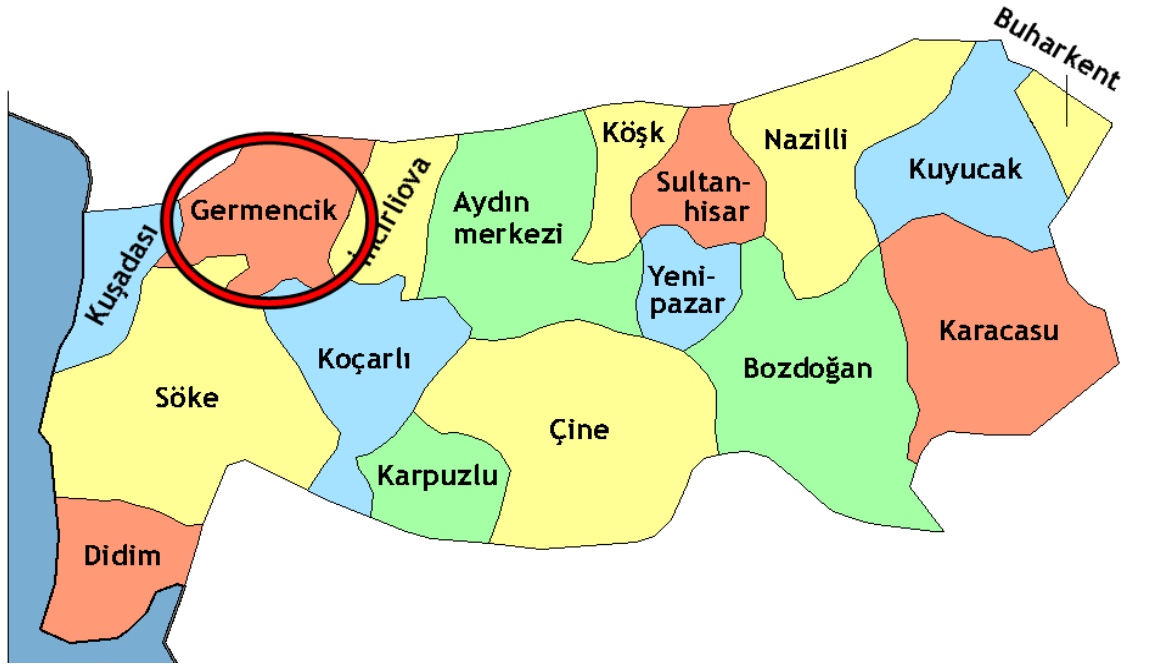 Buharkent
Köşk
Nazilli
Kuyucak
Sultan-
hisar
Germencik
İncirliova
Aydın
merkezi
Kuşadası
Yeni-
pazar
Karacasu
Koçarlı
Bozdoğan
Söke
Çine
Karpuzlu
Didim